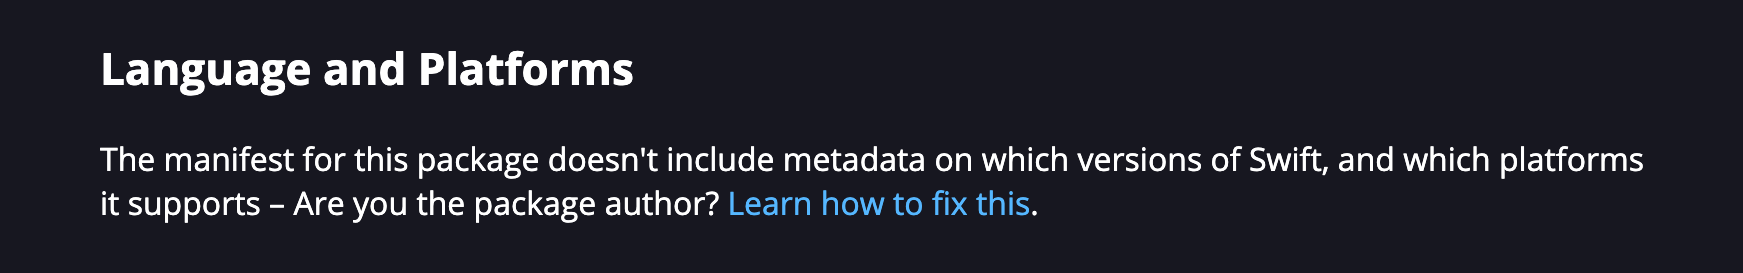 Language and Platforms
The manifest for this package doesn't include metadata on which versions of Swift, and which platforms
it supports – Are you the package author? Learn how to fix this.